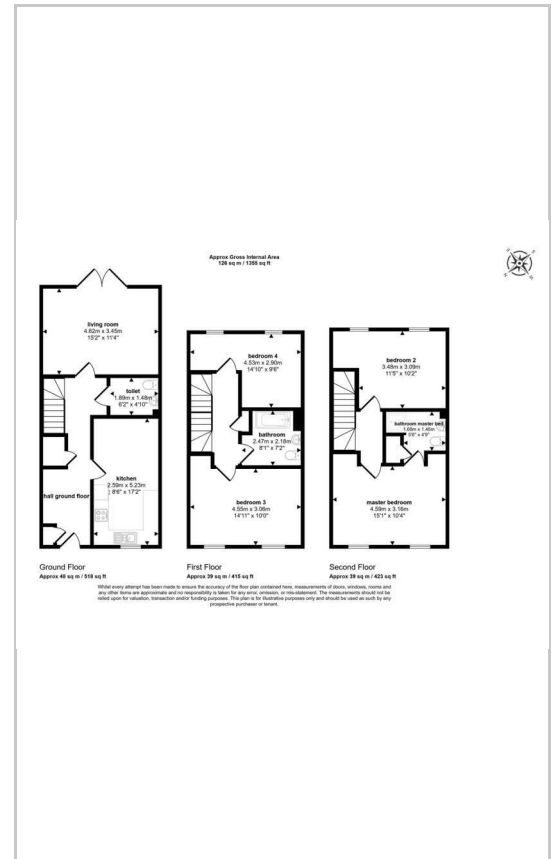 Approx Gross Internal Area
126 sq m / 1355 sq ft
living room
4.62m x 3.45m
15'2" x 11'4"
toilet
1.89m x 1.48m
6'2" x 4'10"
kitchen
2.59m x 5.23m
8'6" x 17'2"
hall ground floor
Ground Floor
Approx 48 sq m / 518 sq ft
bedroom 4
4.53m x 2.90m
14'10" x 9'6"
bathroom
2.47m x 2.18m
8'1" x 7'2"
bedroom 3
4.55m x 3.06m
14'11" x 10'0"
First Floor
Approx 39 sq m / 415 sq ft
bedroom 2
3.48m x 3.09m
11'5" x 10'2"
bathroom master bed
1.68m x 1.46m
5'6" x 4'9"
master bedroom
4.59m x 3.16m
15'1" x 10'4"
Second Floor
Approx 39 sq m / 423 sq ft
Whilst every attempt has been made to ensure the accuracy of the floor plan contained here, measurements of doors, windows, rooms and
any other items are approximate and no responsibility is taken for any error, omission, or mis-statement. The measurements should not be
relied upon for valuation, transaction and/or funding purposes. This plan is for illustrative purposes only and should be used as such by any
prospective purchaser or tenant.